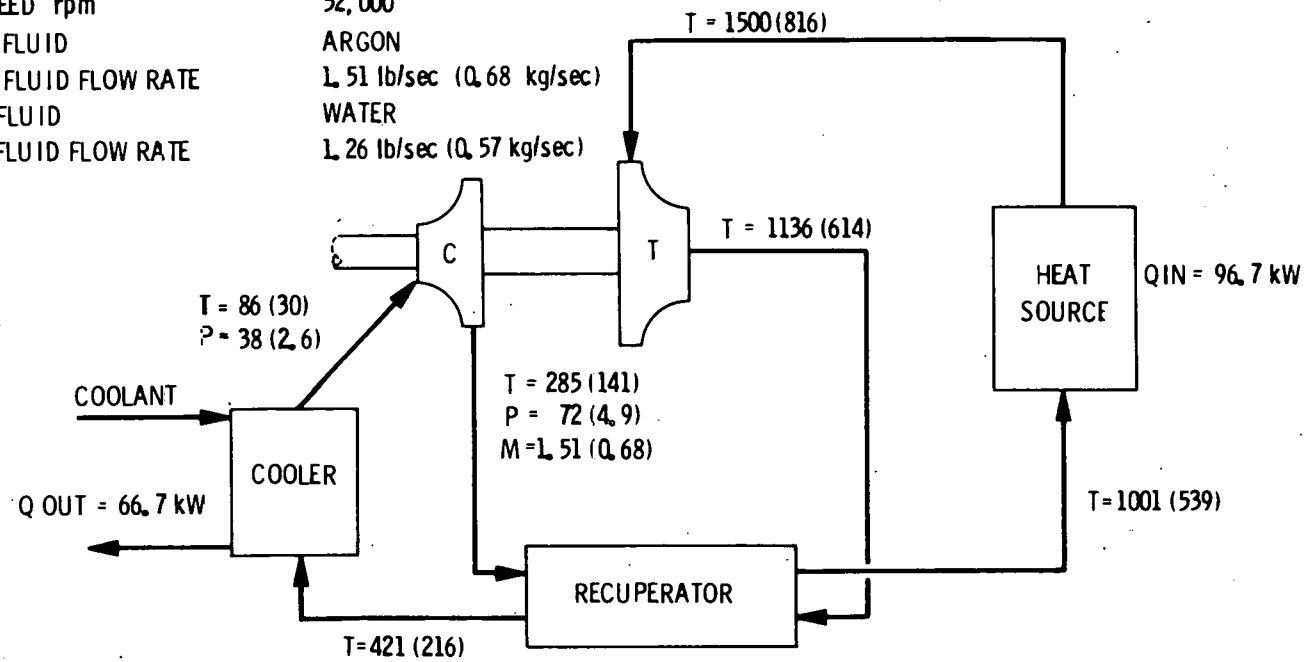 EED rpm 52,000
FLUID ARGON
FLUID FLOW RATE 1.51 lb/sec (0.68 kg/sec)
FLUID WATER
FLUID FLOW RATE 1.26 lb/sec (0.57 kg/sec)
T = 1500 (816)
C
T
T = 1136 (614)
HEAT
SOURCE
QIN = 96.7 kW
T = 86 (30)
P = 38 (2.6)
T = 285 (141)
P = 72 (4.9)
M = 1.51 (0.68)
COOLANT
COOLER
Q OUT = 66.7 kW
T=1001 (539)
RECUPERATOR
T=421 (216)